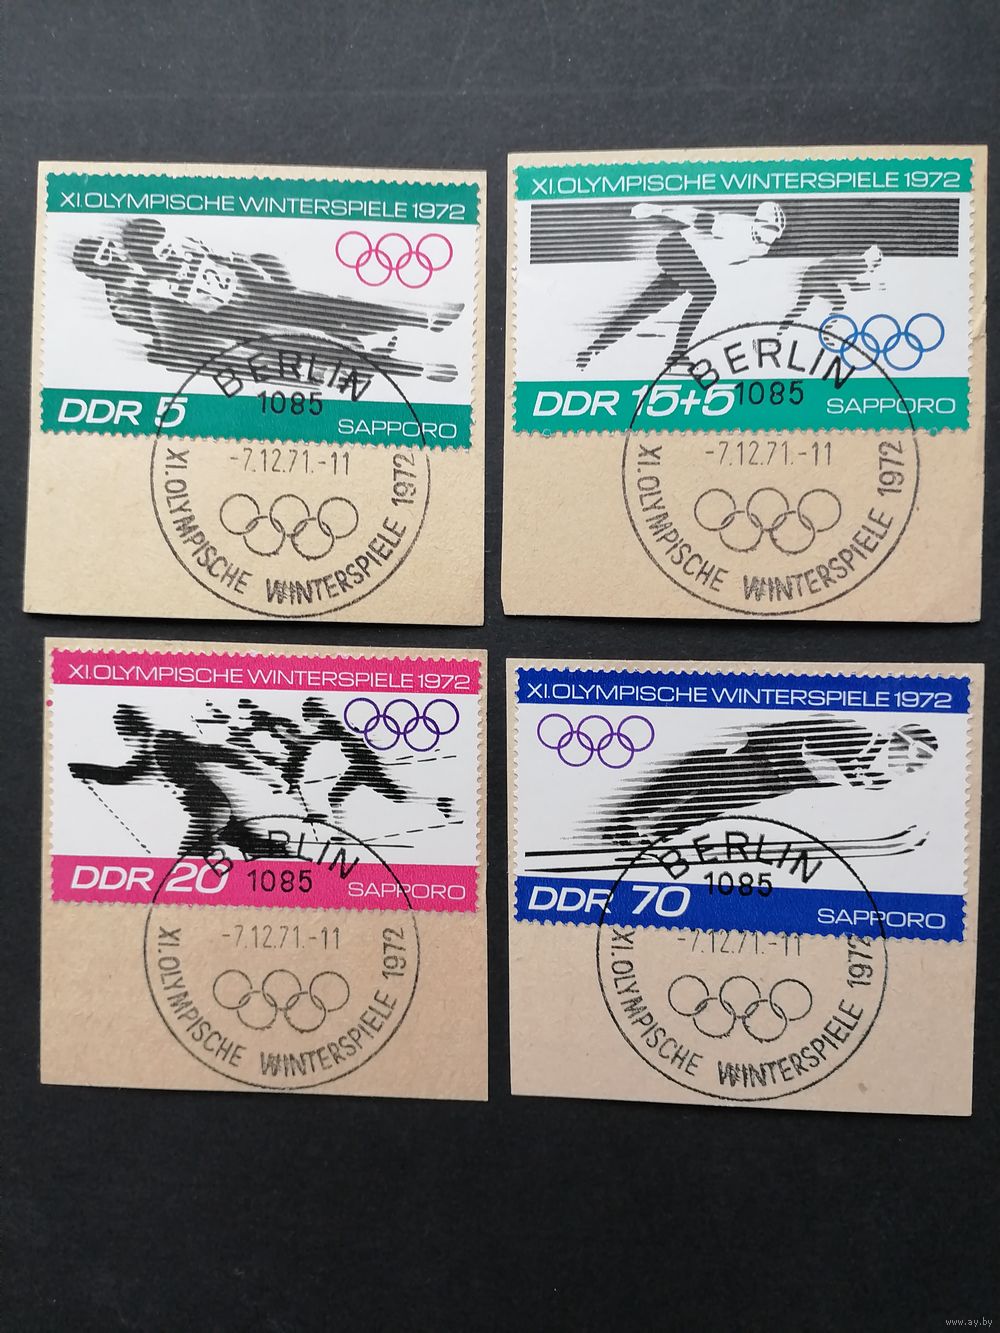 XI.OLYMPISCHE WINTERSPIELE 1972
DDR 5
SAPPORO
BERLIN
1085
-7.12.71.-11
XI.OLYMPISCHE WINTERSPIELE 1972
XI.OLYMPISCHE WINTERSPIELE 1972
DDR 15+5
SAPPORO
BERLIN
1085
-7.12.71.-11
XI.OLYMPISCHE WINTERSPIELE 1972
XI.OLYMPISCHE WINTERSPIELE 1972
DDR 20
SAPPORO
BERLIN
1085
-7.12.71.-11
XI.OLYMPISCHE WINTERSPIELE 1972
XI.OLYMPISCHE WINTERSPIELE 1972
DDR 70
SAPPORO
BERLIN
1085
-7.12.71.-11
XI.OLYMPISCHE WINTERSPIELE 1972
www.ay.by